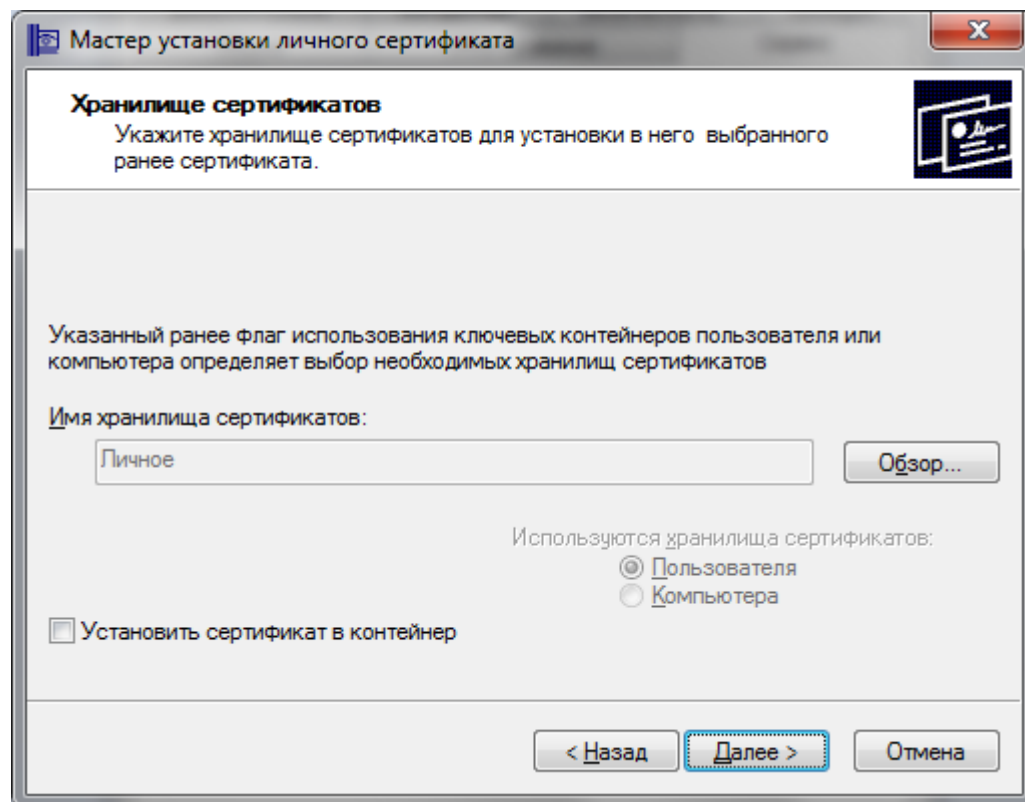 Мастер установки личного сертификата
Хранилище сертификатов
Укажите хранилище сертификатов для установки в него выбранного
ранее сертификата.
Указанный ранее флаг использования ключевых контейнеров пользователя или
компьютера определяет выбор необходимых хранилищ сертификатов
Имя хранилища сертификатов:
Личное
Обзор...
Используются хранилища сертификатов:
Пользователя
Компьютера
Установить сертификат в контейнер
< Назад
Далее >
Отмена